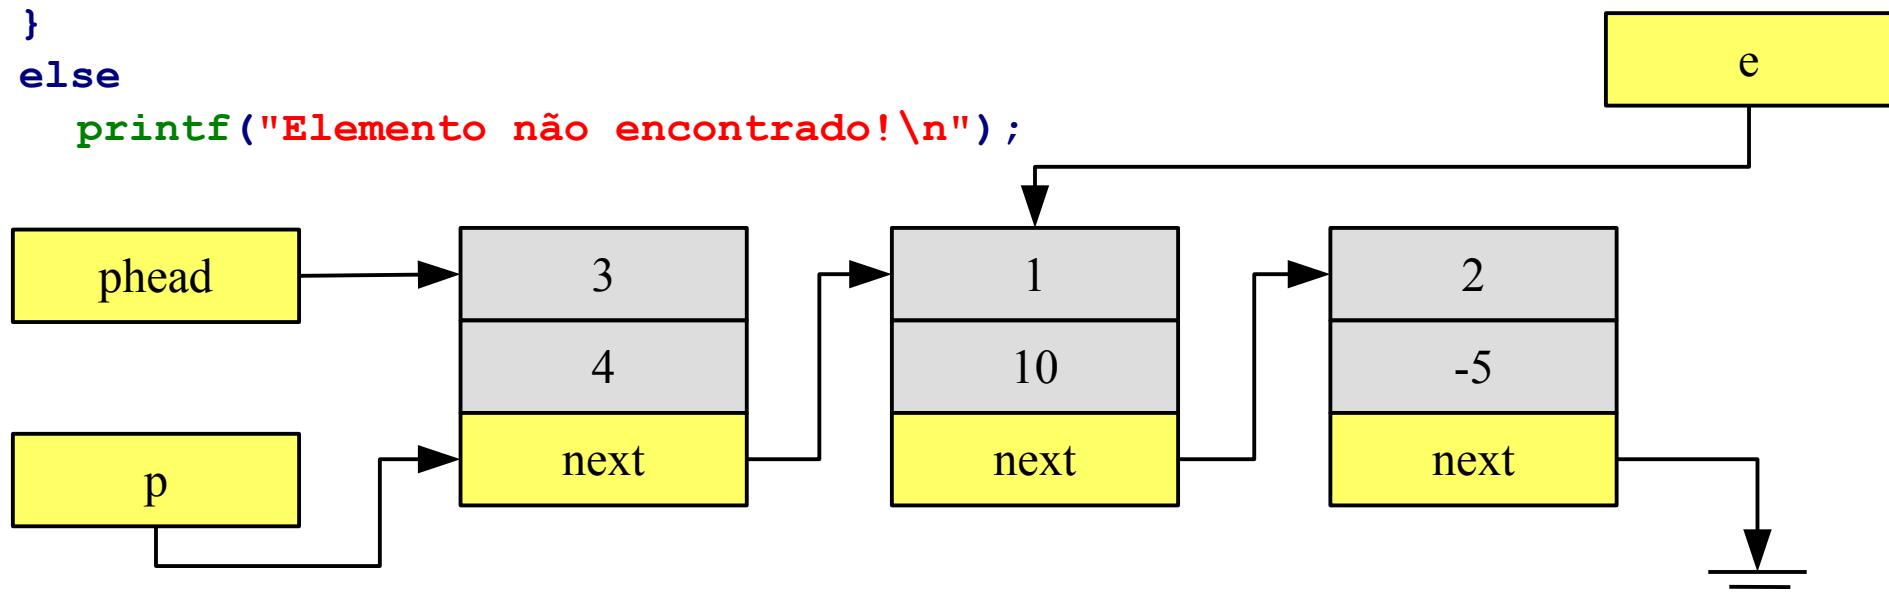 }
else
printf("Elemento não encontrado!\n");
e
phead
3
1
2
4
10
-5
p
next
next
next